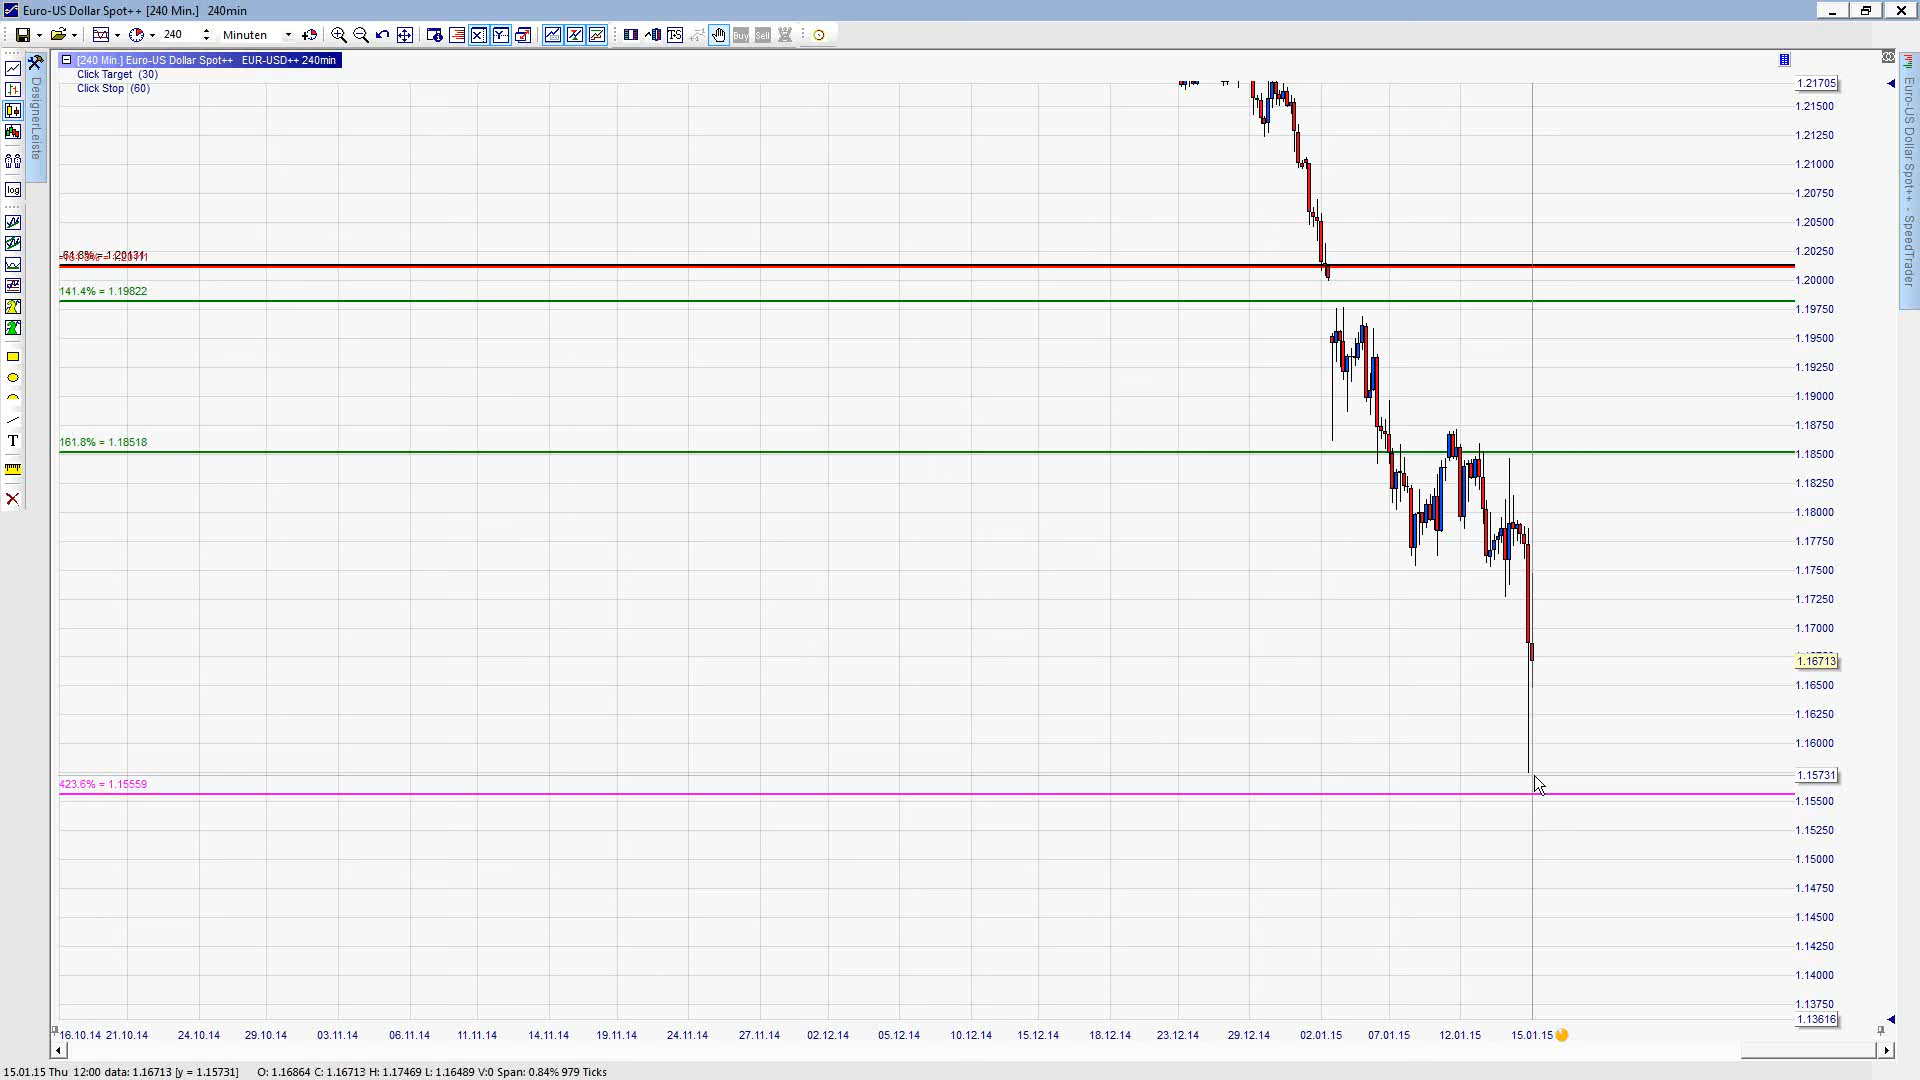 Euro-US Dollar Spot++ [240 Min.]   240min
240 Minuten Buy Sell
[240 Min.] Euro-US Dollar Spot++   EUR-USD++ 240min
Click Target (30)
Click Stop (60)
DesignerLeiste
log
T
Euro-US Dollar Spot++ - SpeedTrader
1.21705
1.21500
1.21250
1.21000
1.20750
1.20500
1.20250
1.20000
141.4% = 1.19822
1.19750
1.19500
1.19250
1.19000
1.18750
161.8% = 1.18518
1.18500
1.18250
1.18000
1.17750
1.17500
1.17250
1.17000
1.16713
1.16500
1.16250
1.16000
1.15731
423.6% = 1.15559
1.15500
1.15250
1.15000
1.14750
1.14500
1.14250
1.14000
1.13750
1.13616
16.10.14 21.10.14 24.10.14 29.10.14 03.11.14 06.11.14 11.11.14 14.11.14 19.11.14 24.11.14 27.11.14 02.12.14 05.12.14 10.12.14 15.12.14 18.12.14 23.12.14 29.12.14 02.01.15 07.01.15 12.01.15 15.01.15
15.01.15 Thu 12:00 data: 1.16713 [y = 1.15731] O: 1.16864 C: 1.16713 H: 1.17469 L: 1.16489 V:0 Span: 0.84% 979 Ticks